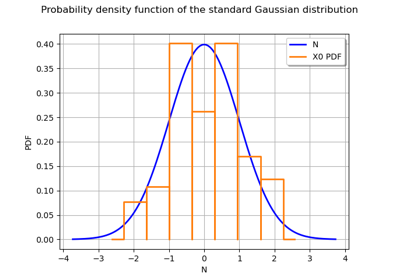 Probability density function of the standard Gaussian distribution
N
X0 PDF
0.40
0.35
0.30
0.25
0.20
0.15
0.10
0.05
0.00
PDF
−4 −3 −2 −1 0 1 2 3 4
N